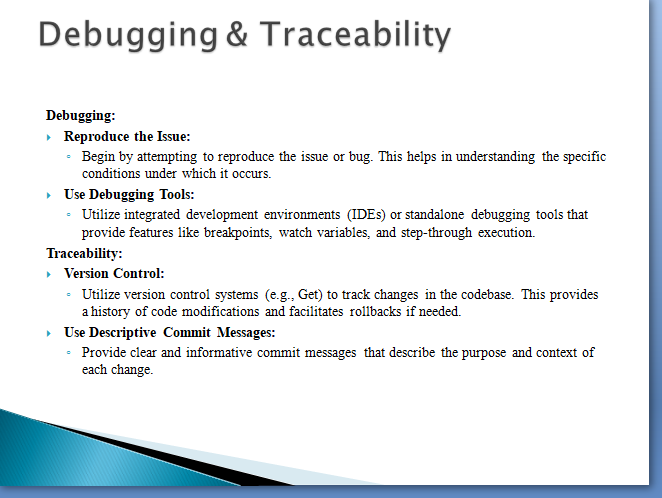 Debugging & Traceability
Debugging:
Reproduce the Issue:
Begin by attempting to reproduce the issue or bug. This helps in understanding the specific
conditions under which it occurs.
Use Debugging Tools:
Utilize integrated development environments (IDEs) or standalone debugging tools that
provide features like breakpoints, watch variables, and step-through execution.
Traceability:
Version Control:
Utilize version control systems (e.g., Get) to track changes in the codebase. This provides
a history of code modifications and facilitates rollbacks if needed.
Use Descriptive Commit Messages:
Provide clear and informative commit messages that describe the purpose and context of
each change.